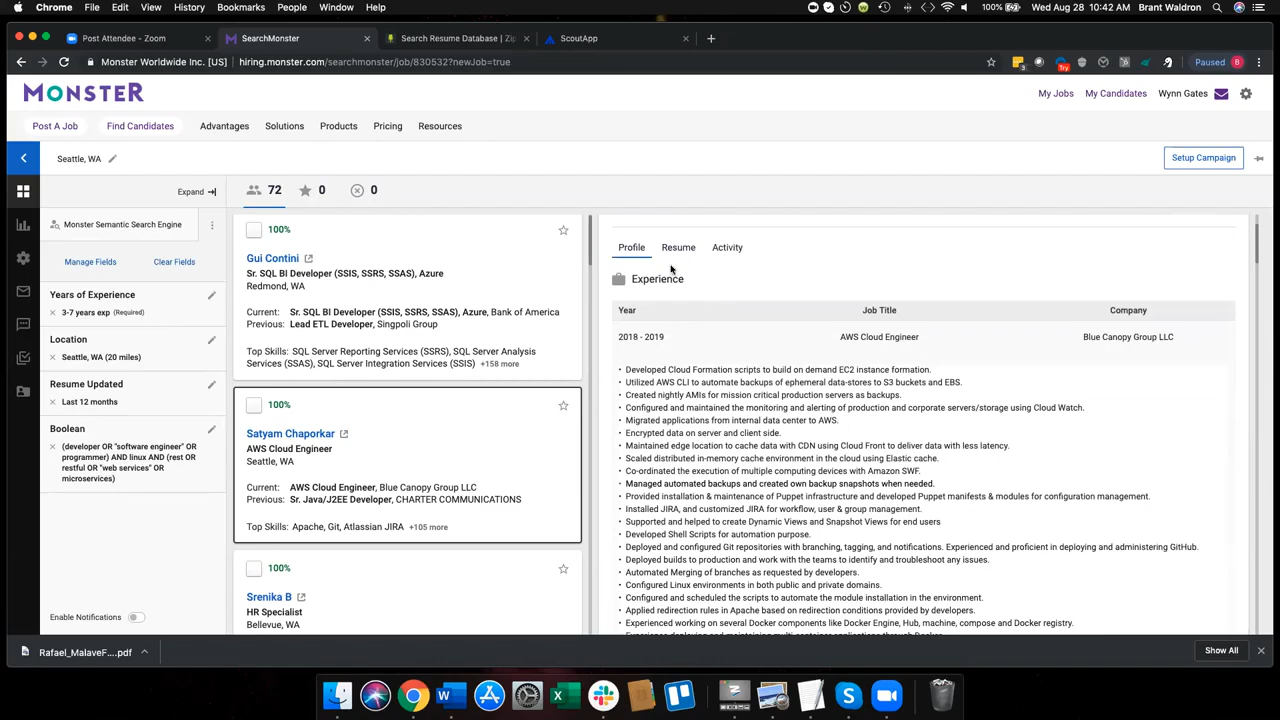 Chrome File Edit View History Bookmarks People Window Help 100% Wed Aug 28 10:42 AM Brant Waldron
Post Attendee - Zoom SearchMonster Search Resume Database | Zip ScoutApp
Monster Worldwide Inc. [US] hiring.monster.com/searchmonster/job/830532?newJob=true Paused B
MONSTER
My Jobs My Candidates Wynn Gates
Post A Job Find Candidates Advantages Solutions Products Pricing Resources
Seattle, WA
Setup Campaign
Expand
72 0 0
Monster Semantic Search Engine
Manage Fields Clear Fields
Years of Experience
3-7 years exp (Required)
Location
Seattle, WA (20 miles)
Resume Updated
Last 12 months
Boolean
(developer OR "software engineer" OR
programmer) AND linux AND (rest OR
restful OR "web services" OR
microservices)
Enable Notifications
100%
Gui Contini
Sr. SQL BI Developer (SSIS, SSRS, SSAS), Azure
Redmond, WA
Current: Sr. SQL BI Developer (SSIS, SSRS, SSAS), Azure, Bank of America
Previous: Lead ETL Developer, Singpoli Group
Top Skills: SQL Server Reporting Services (SSRS), SQL Server Analysis
Services (SSAS), SQL Server Integration Services (SSIS) +158 more
100%
Satyam Chaporkar
AWS Cloud Engineer
Seattle, WA
Current: AWS Cloud Engineer, Blue Canopy Group LLC
Previous: Sr. Java/J2EE Developer, CHARTER COMMUNICATIONS
Top Skills: Apache, Git, Atlassian JIRA +105 more
100%
Srenika B
HR Specialist
Bellevue, WA
Profile Resume Activity
Experience
Year Job Title Company
2018 - 2019 AWS Cloud Engineer Blue Canopy Group LLC
• Developed Cloud Formation scripts to build on demand EC2 instance formation.
• Utilized AWS CLI to automate backups of ephemeral data-stores to S3 buckets and EBS.
• Created nightly AMIs for mission critical production servers as backups.
• Configured and maintained the monitoring and alerting of production and corporate servers/storage using Cloud Watch.
• Migrated applications from internal data center to AWS.
• Encrypted data on server and client side.
• Maintained edge location to cache data with CDN using Cloud Front to deliver data with less latency.
• Scaled distributed in-memory cache environment in the cloud using Elastic cache.
• Co-ordinated the execution of multiple computing devices with Amazon SWF.
• Managed automated backups and created own backup snapshots when needed.
• Provided installation & maintenance of Puppet infrastructure and developed Puppet manifests & modules for configuration management.
• Installed JIRA, and customized JIRA for workflow, user & group management.
• Supported and helped to create Dynamic Views and Snapshot Views for end users
• Developed Shell Scripts for automation purpose.
• Deployed and configured Git repositories with branching, tagging, and notifications. Experienced and proficient in deploying and administering GitHub.
• Deployed builds to production and work with the teams to identify and troubleshoot any issues.
• Automated Merging of branches as requested by developers.
• Configured Linux environments in both public and private domains.
• Configured and scheduled the scripts to automate the module installation in the environment.
• Applied redirection rules in Apache based on redirection conditions provided by developers.
• Experienced working on several Docker components like Docker Engine, Hub, machine, compose and Docker registry.
Rafael_MalaveF....pdf
Show All